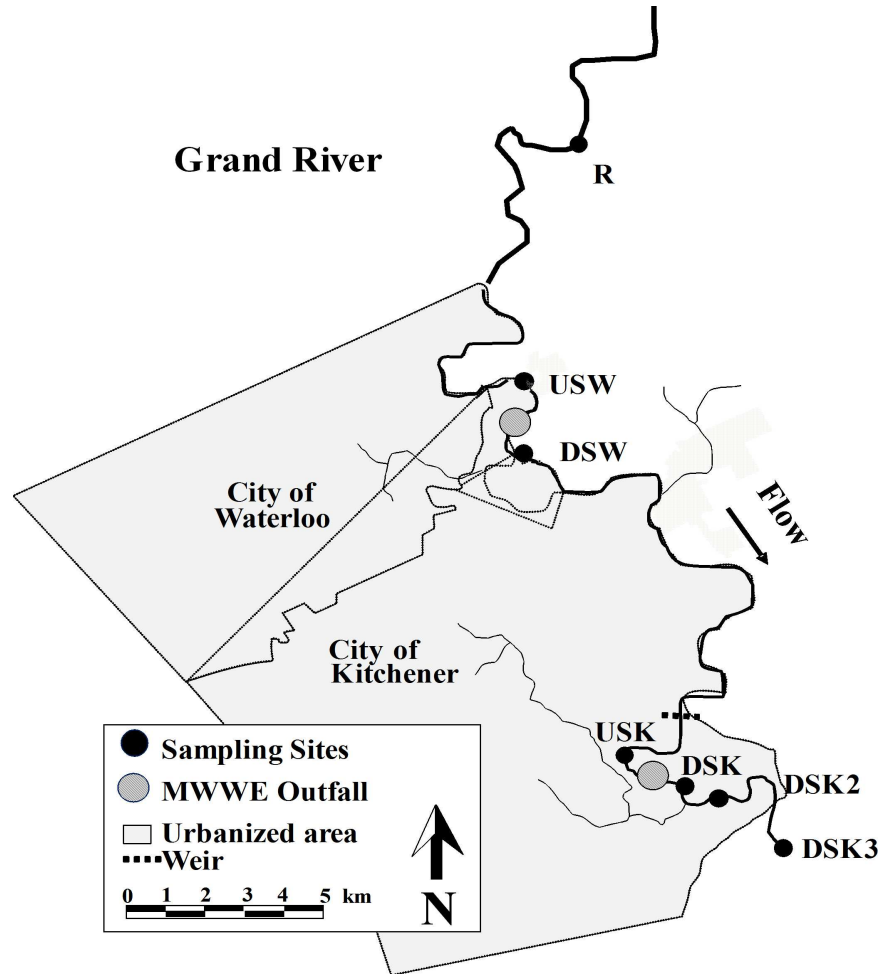 Grand River
R
USW
DSW
City of
Waterloo
Flow
City of
Kitchener
USK
DSK
DSK2
DSK3
Sampling Sites
MWWE Outfall
Urbanized area
Weir
0 1 2 3 4 5 km
N